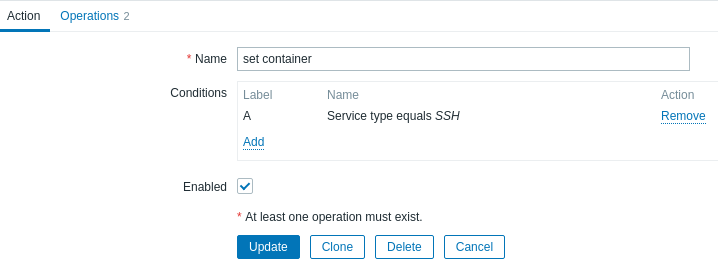 Action Operations 2
* Name set container
Conditions Label Name Action
A Service type equals SSH Remove
Add
Enabled
* At least one operation must exist.
Update Clone Delete Cancel